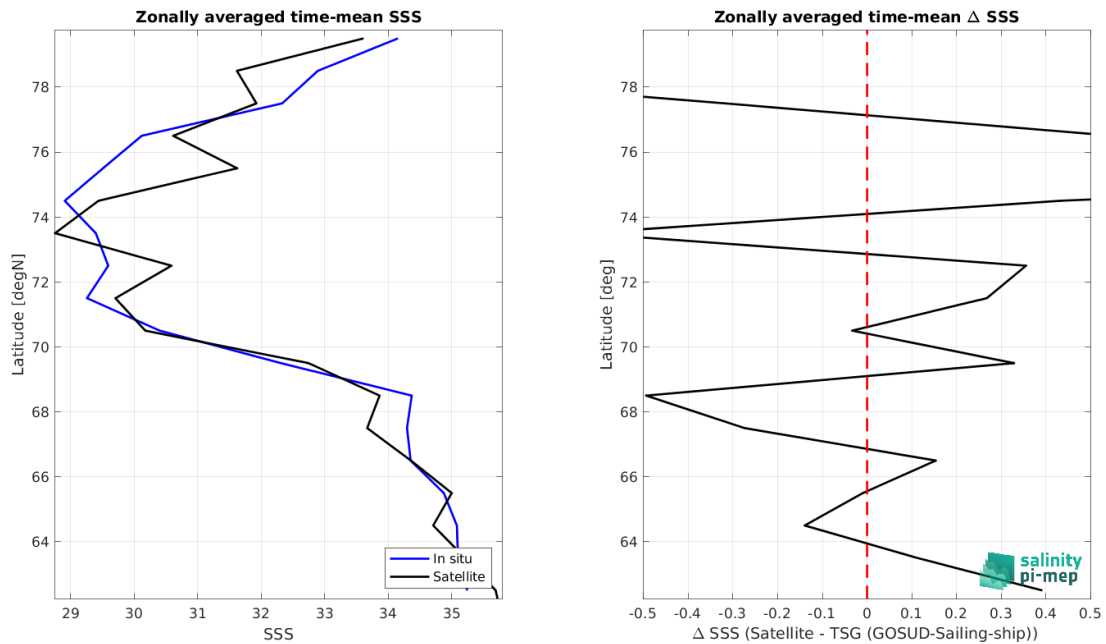 Zonally averaged time-mean SSS
78
76
74
72
70
68
66
64
Latitude [degN]
29 30 31 32 33 34 35
SSS
In situ
Satellite
Zonally averaged time-mean Δ SSS
78
76
74
72
70
68
66
64
Latitude [deg]
-0.5 -0.4 -0.3 -0.2 -0.1 0 0.1 0.2 0.3 0.4 0.5
Δ SSS (Satellite - TSG (GOSUD-Sailing-ship))
salinity
pi-mep